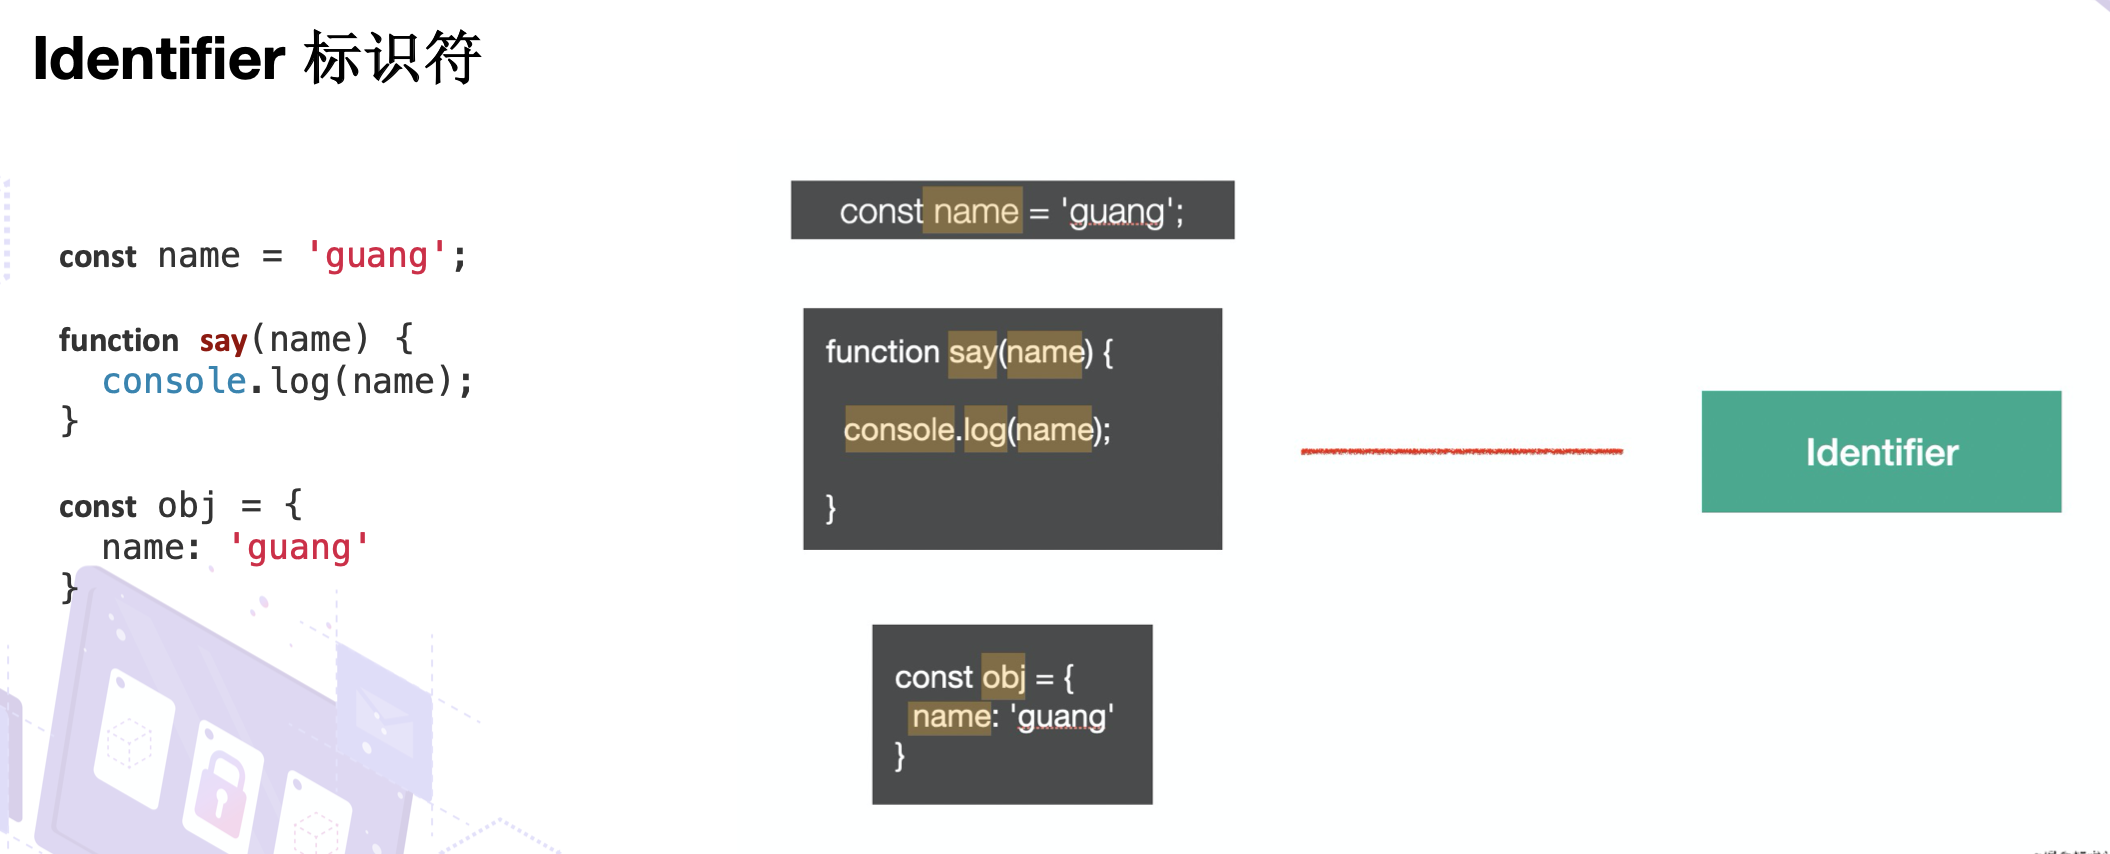 Identifier 标识符
const name = 'guang';
function say(name) {
console.log(name);
}
const obj = {
name: 'guang'
}
const name = 'guang';
function say(name) {
console.log(name);
}
const obj = {
name: 'guang'
}
Identifier